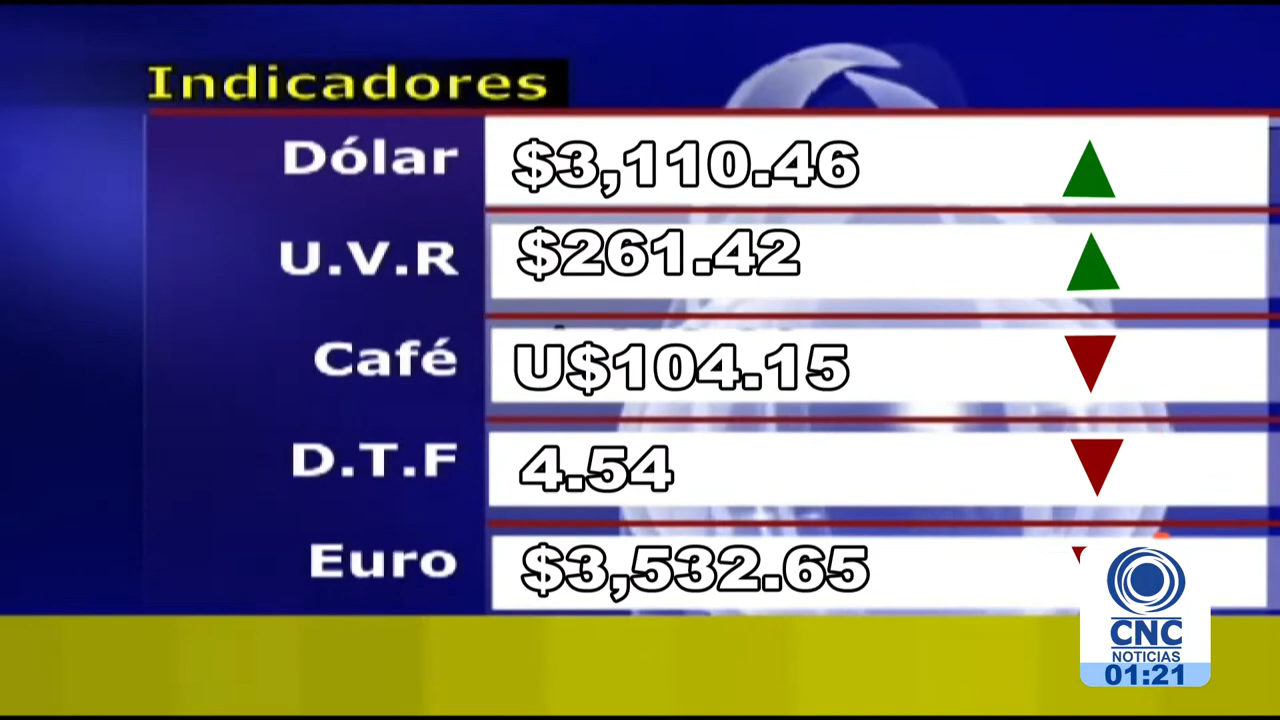 Indicadores
Dólar $3,110.46
U.V.R $261.42
Café U$104.15
D.T.F 4.54
Euro $3,532.65
CNC
NOTICIAS
01:21